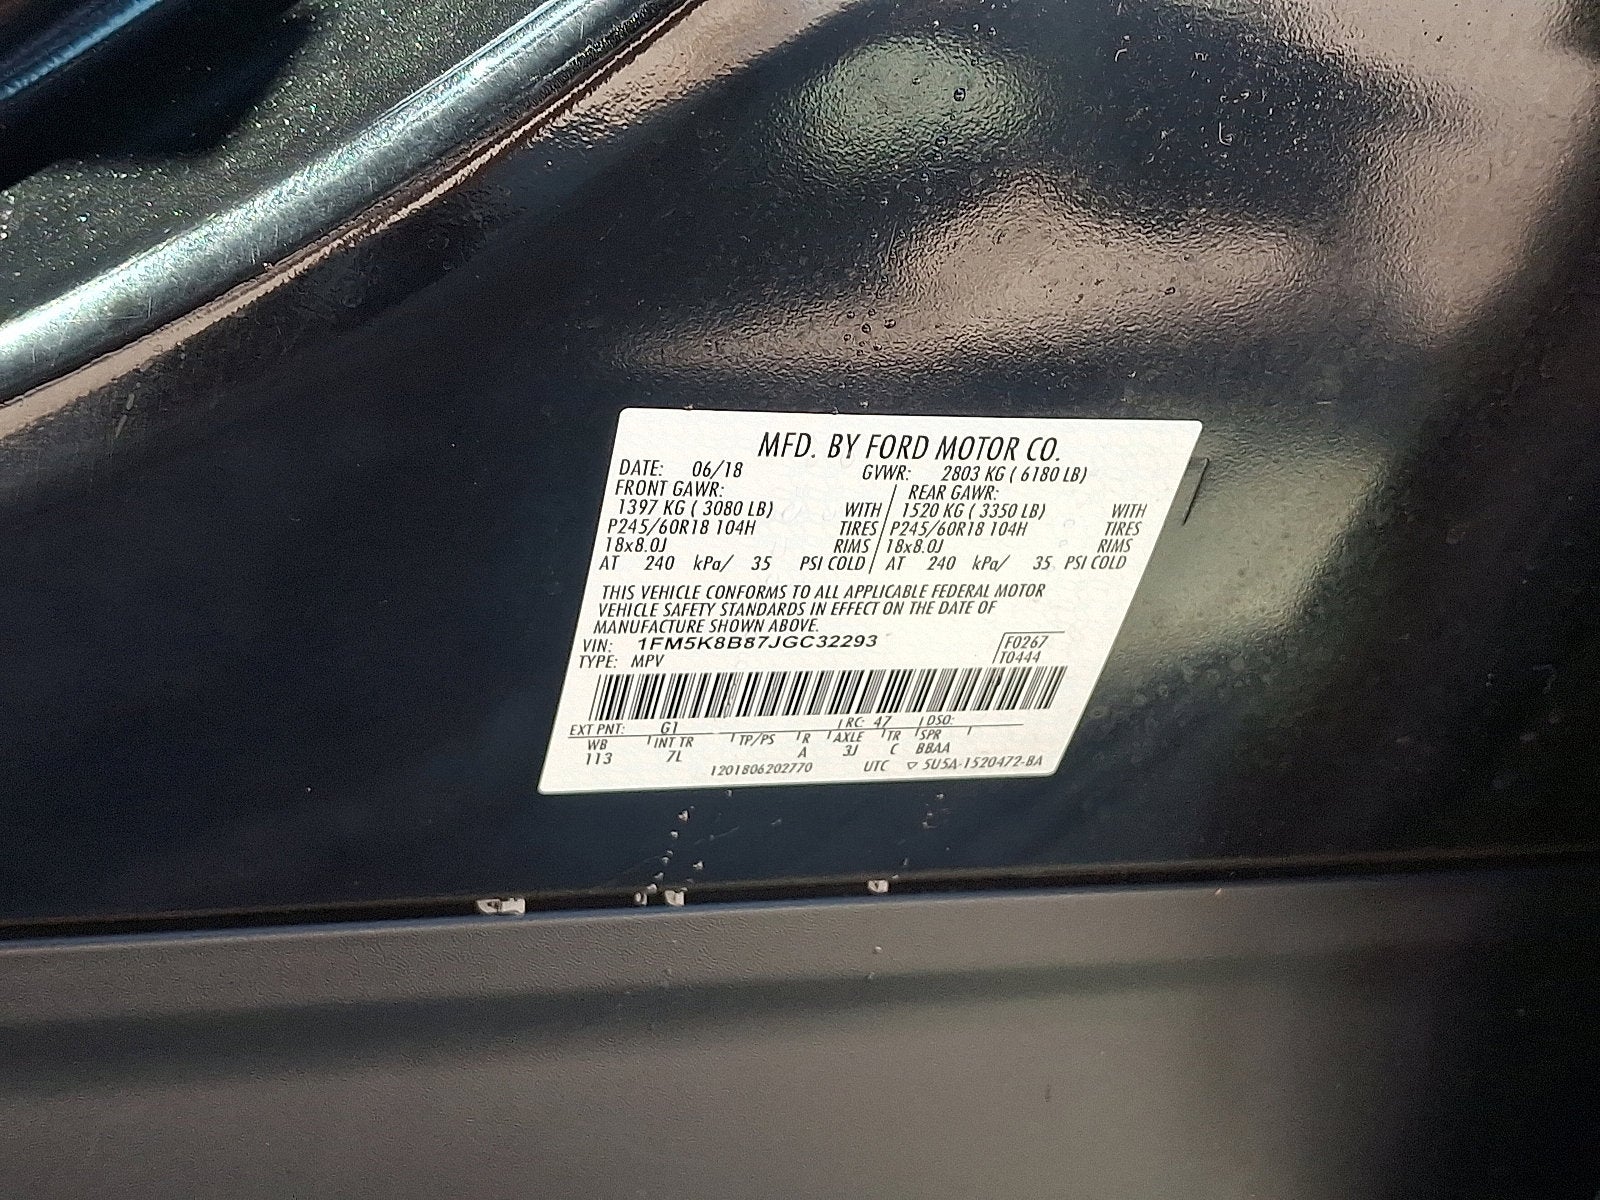 MFD. BY FORD MOTOR CO.
DATE: 06/18 GVWR: 2803 KG ( 6180 LB)
FRONT GAWR: REAR GAWR:
1397 KG ( 3080 LB) WITH 1520 KG ( 3350 LB) WITH
P245/60R18 104H TIRES P245/60R18 104H TIRES
18x8.0J RIMS 18x8.0J RIMS
AT 240 kPa/ 35 PSI COLD AT 240 kPa/ 35 PSI COLD
THIS VEHICLE CONFORMS TO ALL APPLICABLE FEDERAL MOTOR
VEHICLE SAFETY STANDARDS IN EFFECT ON THE DATE OF
MANUFACTURE SHOWN ABOVE.
VIN: 1FM5K8B87JGC32293 F0267
TYPE: MPV T0444
EXT PNT: G1 RC: 47 DSO:
WB INT TR TP/PS R AXLE TR SPR
113 7L A 3J C BBAA
1201806202770 UTC ▽ 5U5A-1520472-BA